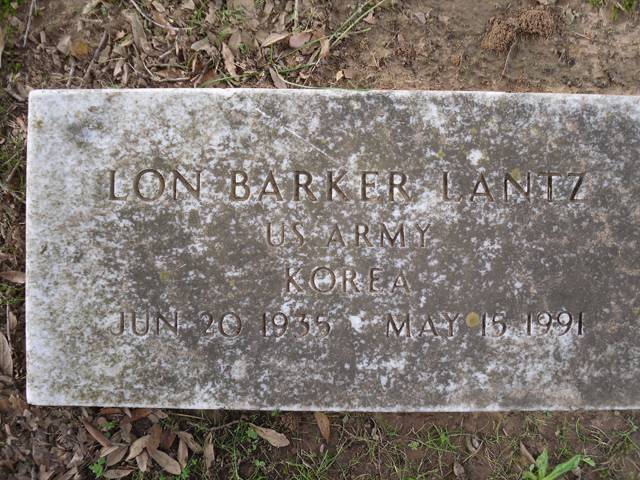 LON BARKER LANTZ
US ARMY
KOREA
JUN 20 1935 MAY 15 1991